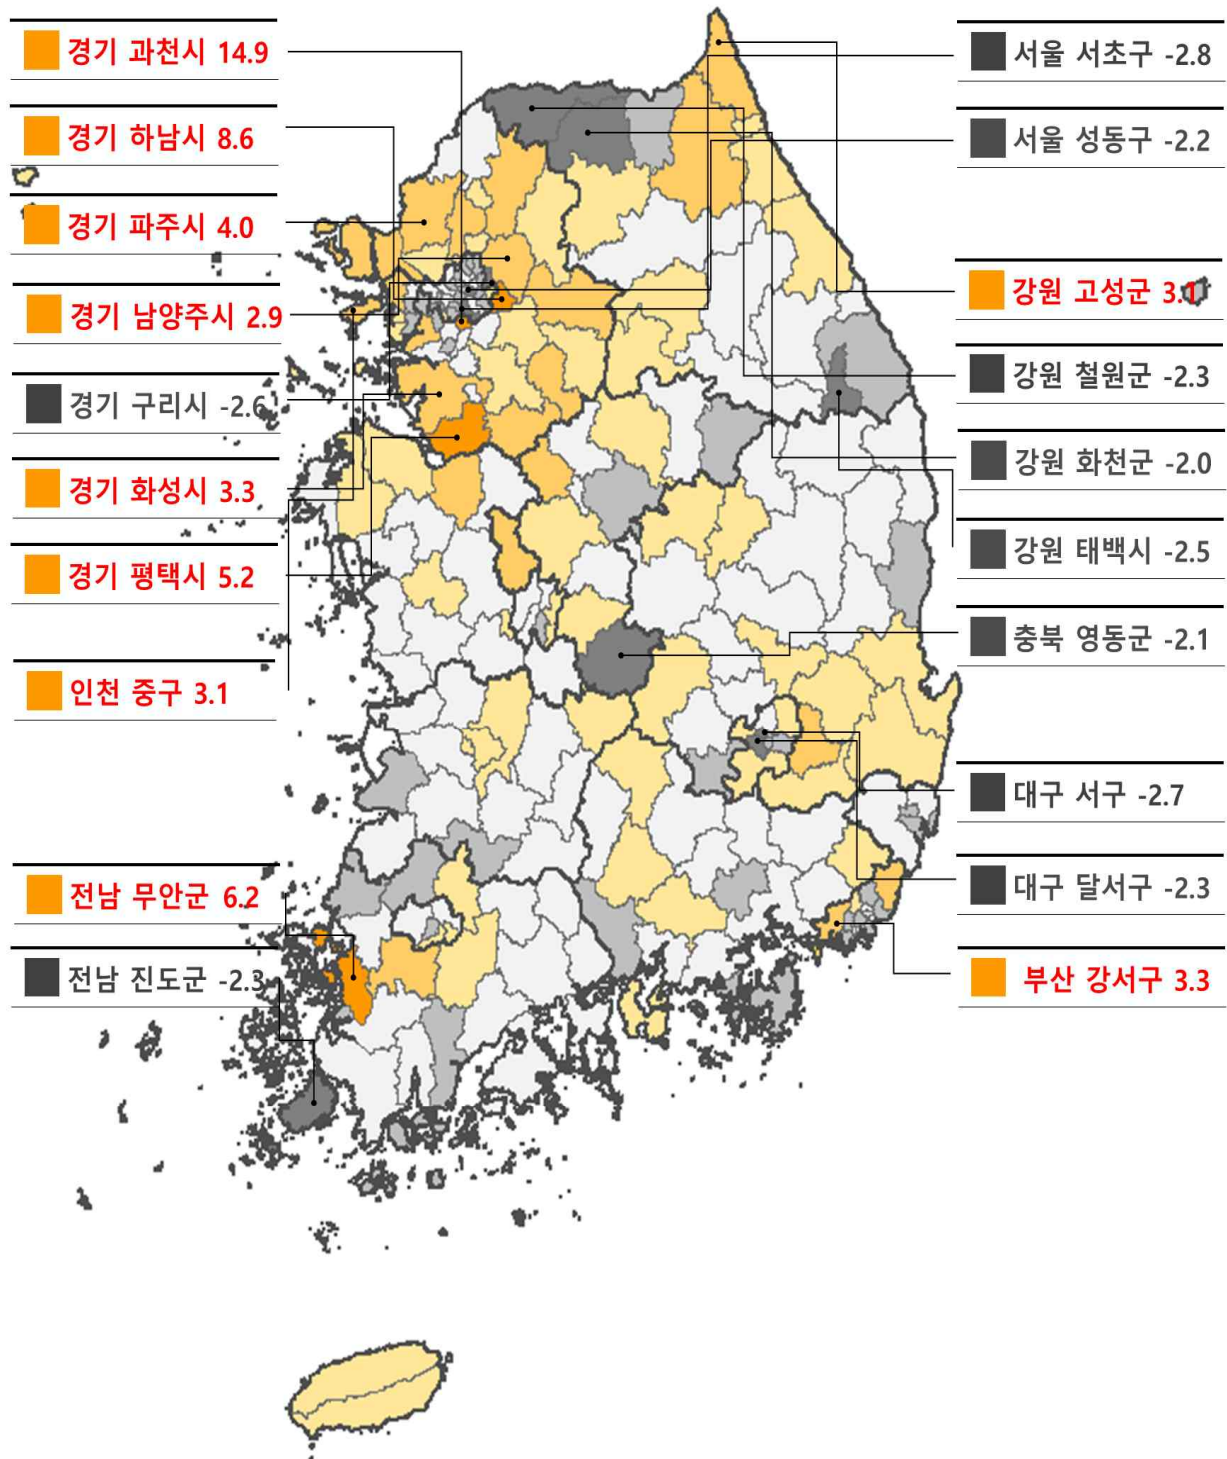 경기 과천시 14.9
경기 하남시 8.6
경기 파주시 4.0
경기 남양주시 2.9
경기 구리시 -2.6
경기 화성시 3.3
경기 평택시 5.2
인천 중구 3.1
전남 무안군 6.2
전남 진도군 -2.3
서울 서초구 -2.8
서울 성동구 -2.2
강원 고성군
강원 철원군 -2.3
강원 화천군 -2.0
강원 태백시 -2.5
충북 영동군 -2.1
대구 서구 -2.7
대구 달서구 -2.3
부산 강서구 3.3